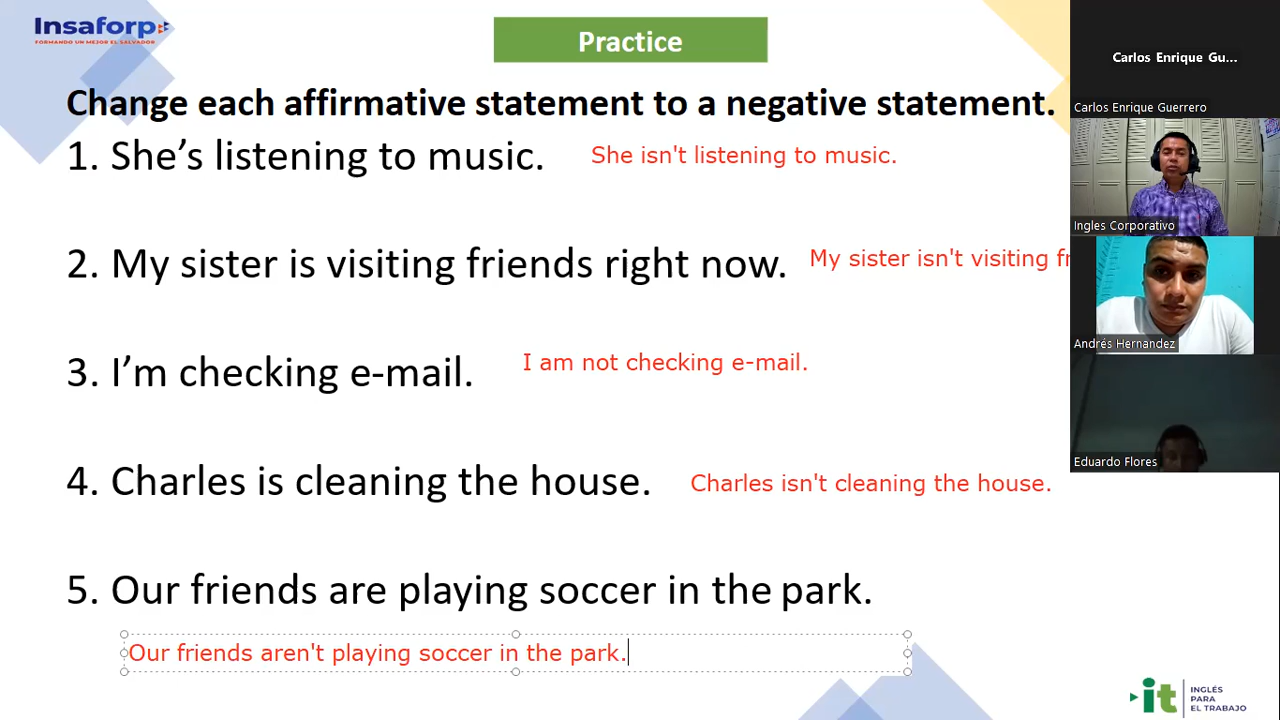 Insaforp
FORMANDO UN MEJOR EL SALVADOR
Practice
Change each affirmative statement to a negative statement.
1. She’s listening to music.
She isn't listening to music.
2. My sister is visiting friends right now.
My sister isn't visiting fr
3. I’m checking e-mail.
I am not checking e-mail.
4. Charles is cleaning the house.
Charles isn't cleaning the house.
5. Our friends are playing soccer in the park.
Our friends aren't playing soccer in the park.
Carlos Enrique Gu...
Carlos Enrique Guerrero
Ingles Corporativo
Andrés Hernandez
Eduardo Flores
it
INGLÉS
PARA
EL TRABAJO